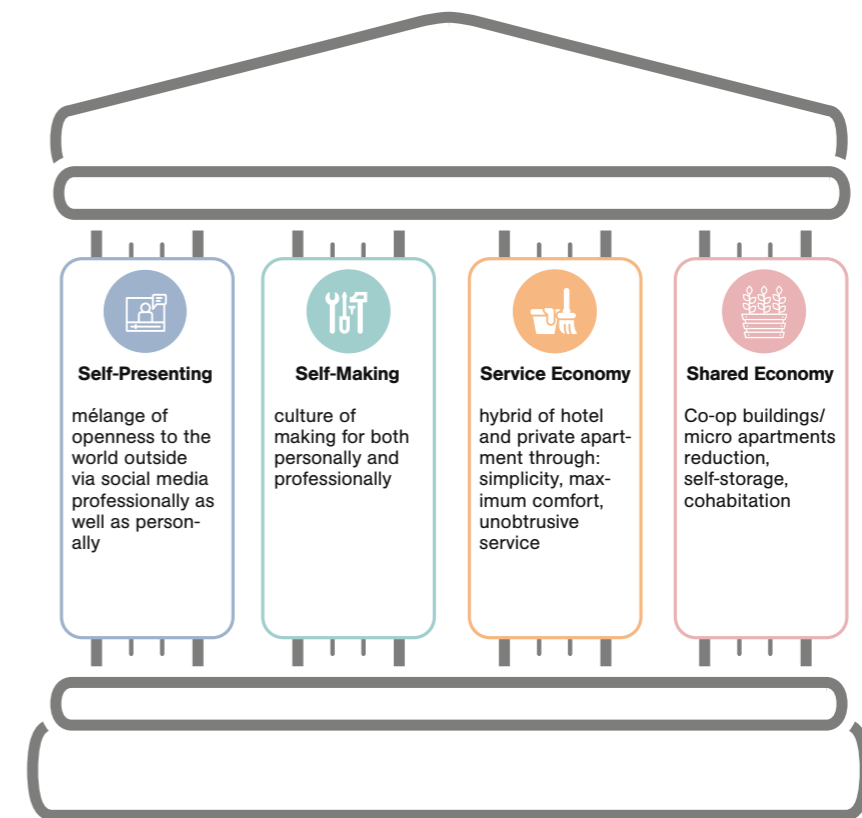 Self-Presenting
mélange of
openness to the
world outside
via social media
professionally as
well as person-
ally
Self-Making
culture of
making for both
personally and
professionally
Service Economy
hybrid of hotel
and private apart-
ment through:
simplicity, max-
imum comfort,
unobtrusive
service
Shared Economy
Co-op buildings/
micro apartments
reduction,
self-storage,
cohabitation